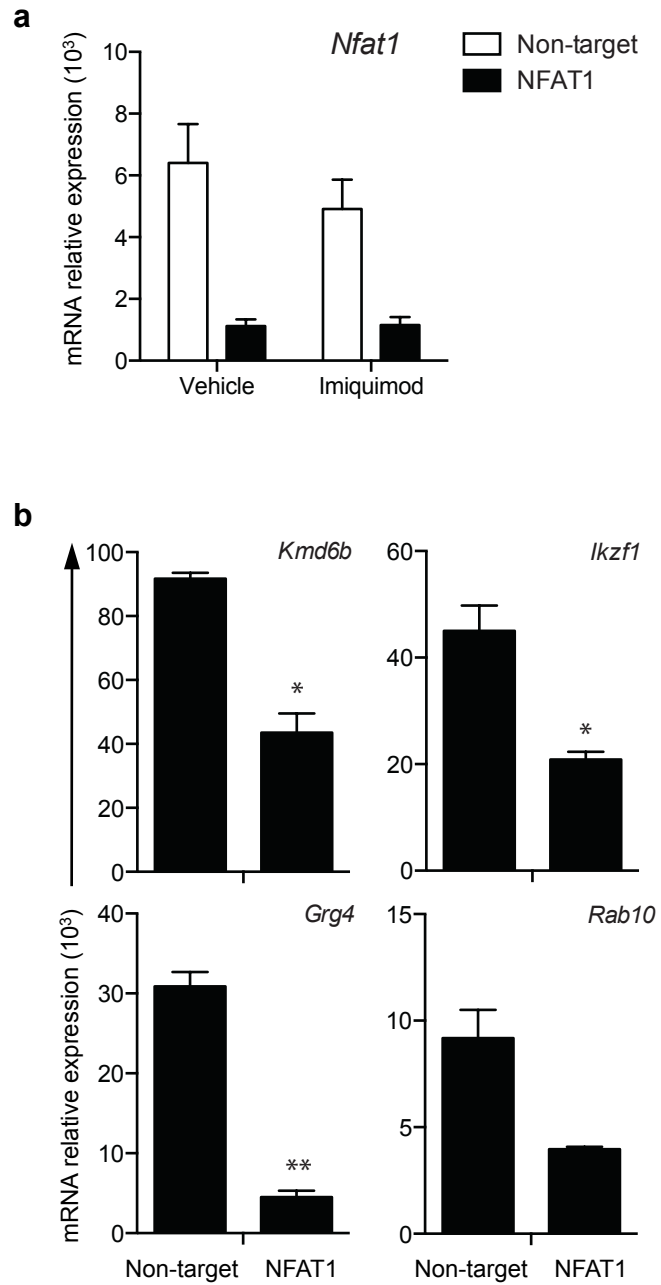 a
Nfat1
Non-target
NFAT1
mRNA relative expression (10³)
10
8
6
4
2
0
Vehicle
Imiquimod
b
Kmd6b
100
80
60
40
20
0
*
Ikzf1
60
40
20
0
*
mRNA relative expression (10³)
Grg4
40
30
20
10
0
**
Rab10
15
10
5
0
Non-target
NFAT1
Non-target
NFAT1